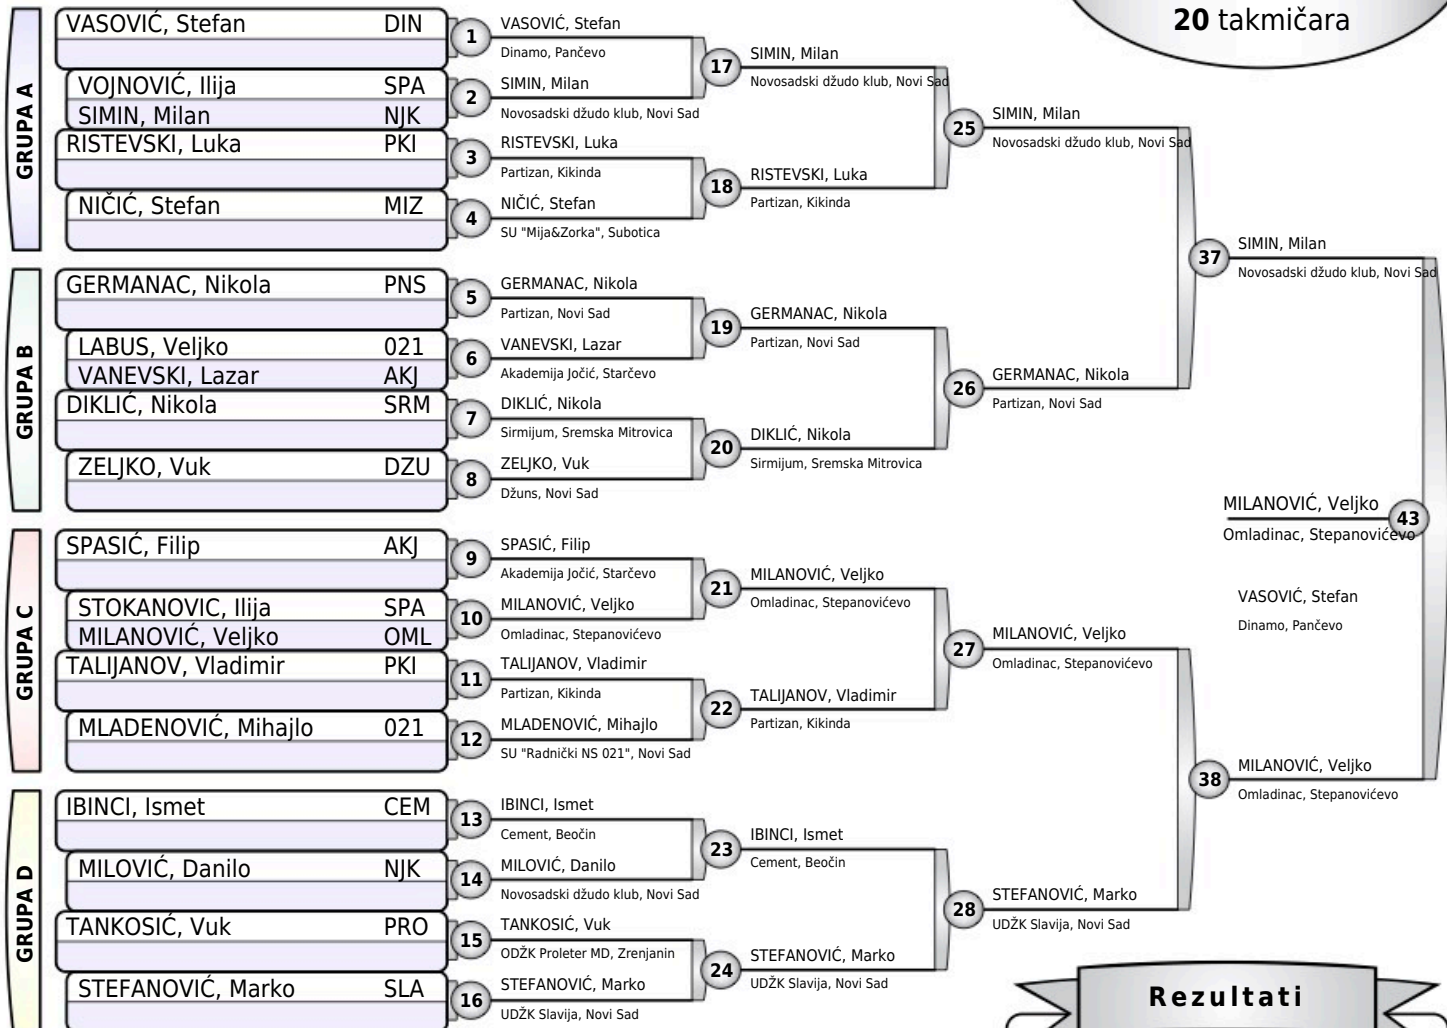 20 takmičara
GRUPA A
VASOVIĆ, Stefan DIN
VOJNOVIĆ, Ilija SPA
SIMIN, Milan NJK
RISTEVSKI, Luka PKI
NIČIĆ, Stefan MIZ
GRUPA B
GERMANAC, Nikola PNS
LABUS, Veljko 021
VANEVSKI, Lazar AKJ
DIKLIĆ, Nikola SRM
ZELJKO, Vuk DZU
GRUPA C
SPASIĆ, Filip AKJ
STOKANOVIC, Ilija SPA
MILANOVIĆ, Veljko OML
TALIJANOV, Vladimir PKI
MLADENOVIĆ, Mihajlo 021
GRUPA D
IBINCI, Ismet CEM
MILOVIĆ, Danilo NJK
TANKOSIĆ, Vuk PRO
STEFANOVIĆ, Marko SLA
1
VASOVIĆ, Stefan
Dinamo, Pančevo
2
SIMIN, Milan
Novosadski džudo klub, Novi Sad
3
RISTEVSKI, Luka
Partizan, Kikinda
4
NIČIĆ, Stefan
SU "Mija&Zorka", Subotica
5
GERMANAC, Nikola
Partizan, Novi Sad
6
VANEVSKI, Lazar
Akademija Jočić, Starčevo
7
DIKLIĆ, Nikola
Sirmijum, Sremska Mitrovica
8
ZELJKO, Vuk
Džuns, Novi Sad
9
SPASIĆ, Filip
Akademija Jočić, Starčevo
10
MILANOVIĆ, Veljko
Omladinac, Stepanovićevo
11
TALIJANOV, Vladimir
Partizan, Kikinda
12
MLADENOVIĆ, Mihajlo
SU "Radnički NS 021", Novi Sad
13
IBINCI, Ismet
Cement, Beočin
14
MILOVIĆ, Danilo
Novosadski džudo klub, Novi Sad
15
TANKOSIĆ, Vuk
ODŽK Proleter MD, Zrenjanin
16
STEFANOVIĆ, Marko
UDŽK Slavija, Novi Sad
17
SIMIN, Milan
Novosadski džudo klub, Novi Sad
18
RISTEVSKI, Luka
Partizan, Kikinda
19
GERMANAC, Nikola
Partizan, Novi Sad
20
DIKLIĆ, Nikola
Sirmijum, Sremska Mitrovica
21
MILANOVIĆ, Veljko
Omladinac, Stepanovićevo
22
TALIJANOV, Vladimir
Partizan, Kikinda
23
IBINCI, Ismet
Cement, Beočin
24
STEFANOVIĆ, Marko
UDŽK Slavija, Novi Sad
25
SIMIN, Milan
Novosadski džudo klub, Novi Sad
26
GERMANAC, Nikola
Partizan, Novi Sad
27
MILANOVIĆ, Veljko
Omladinac, Stepanovićevo
28
STEFANOVIĆ, Marko
UDŽK Slavija, Novi Sad
37
SIMIN, Milan
Novosadski džudo klub, Novi Sad
38
MILANOVIĆ, Veljko
Omladinac, Stepanovićevo
MILANOVIĆ, Veljko
43
Omladinac, Stepanovićevo
VASOVIĆ, Stefan
Dinamo, Pančevo
Rezultati